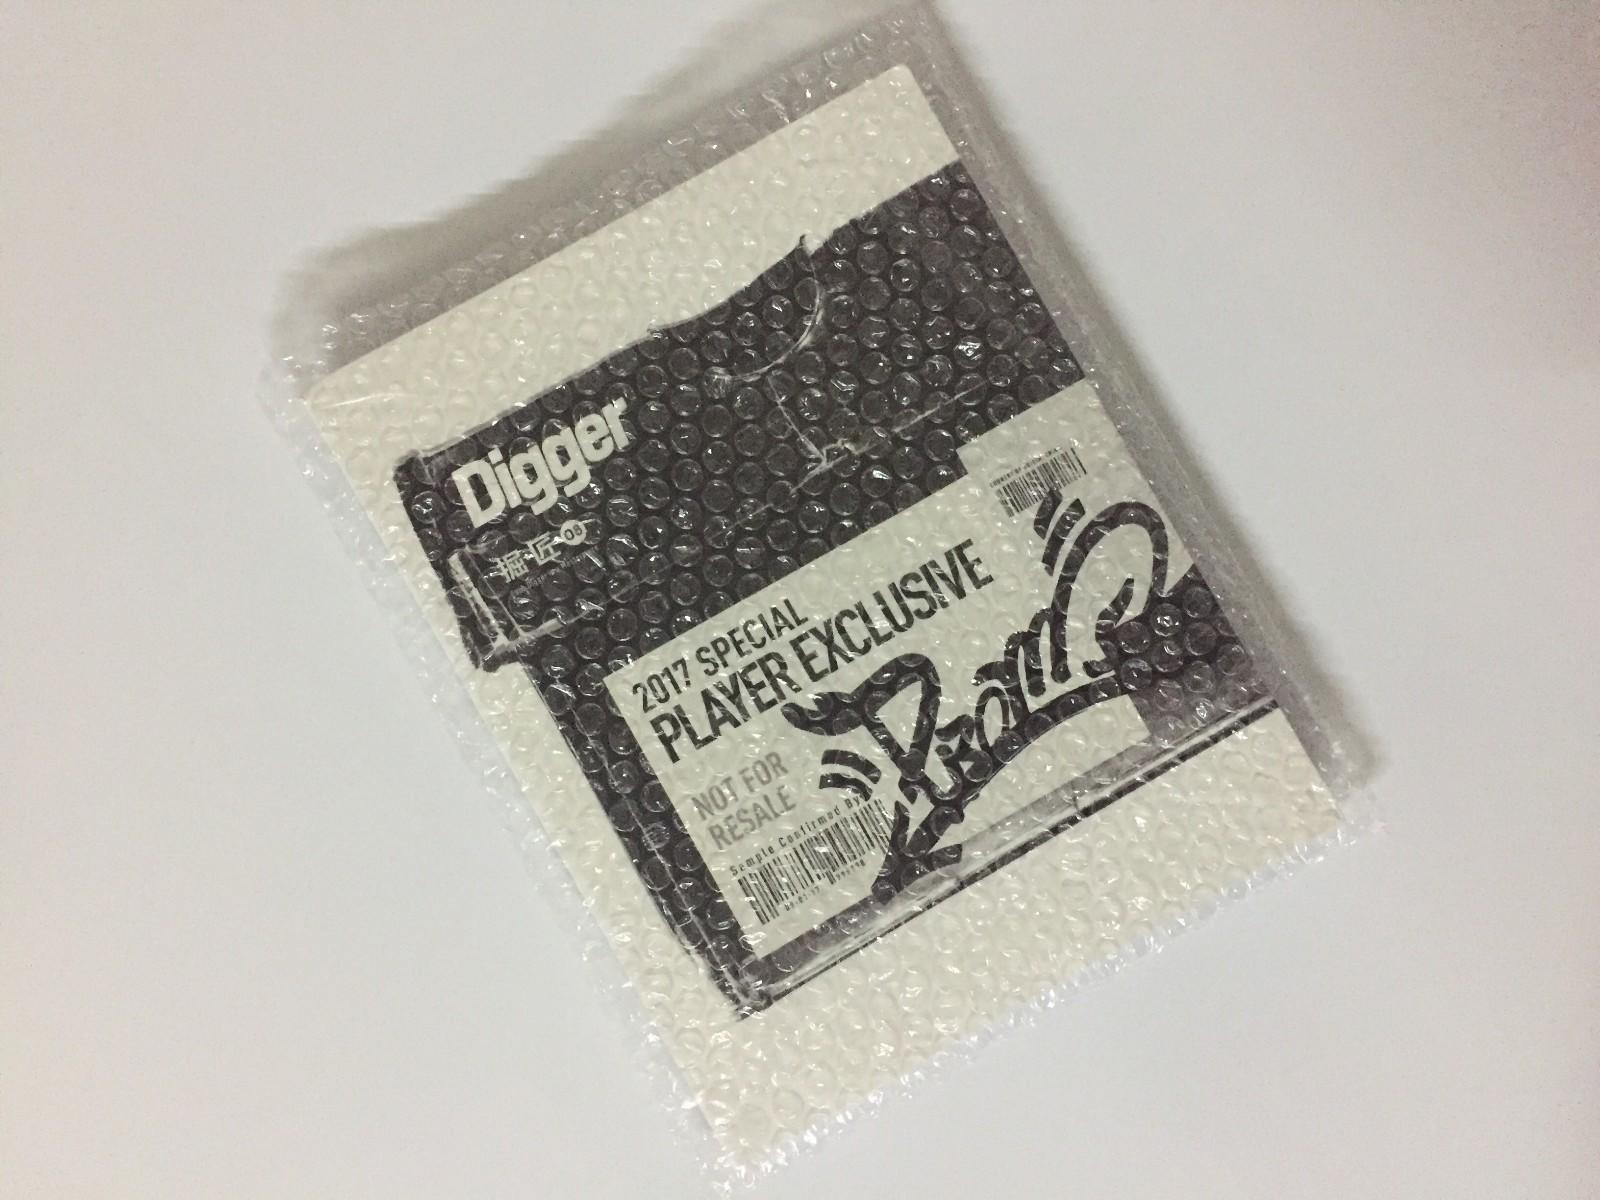 Digger
掘·匠 08
2017 SPECIAL
PLAYER EXCLUSIVE
NOT FOR
RESALE
Sample Confirmed By